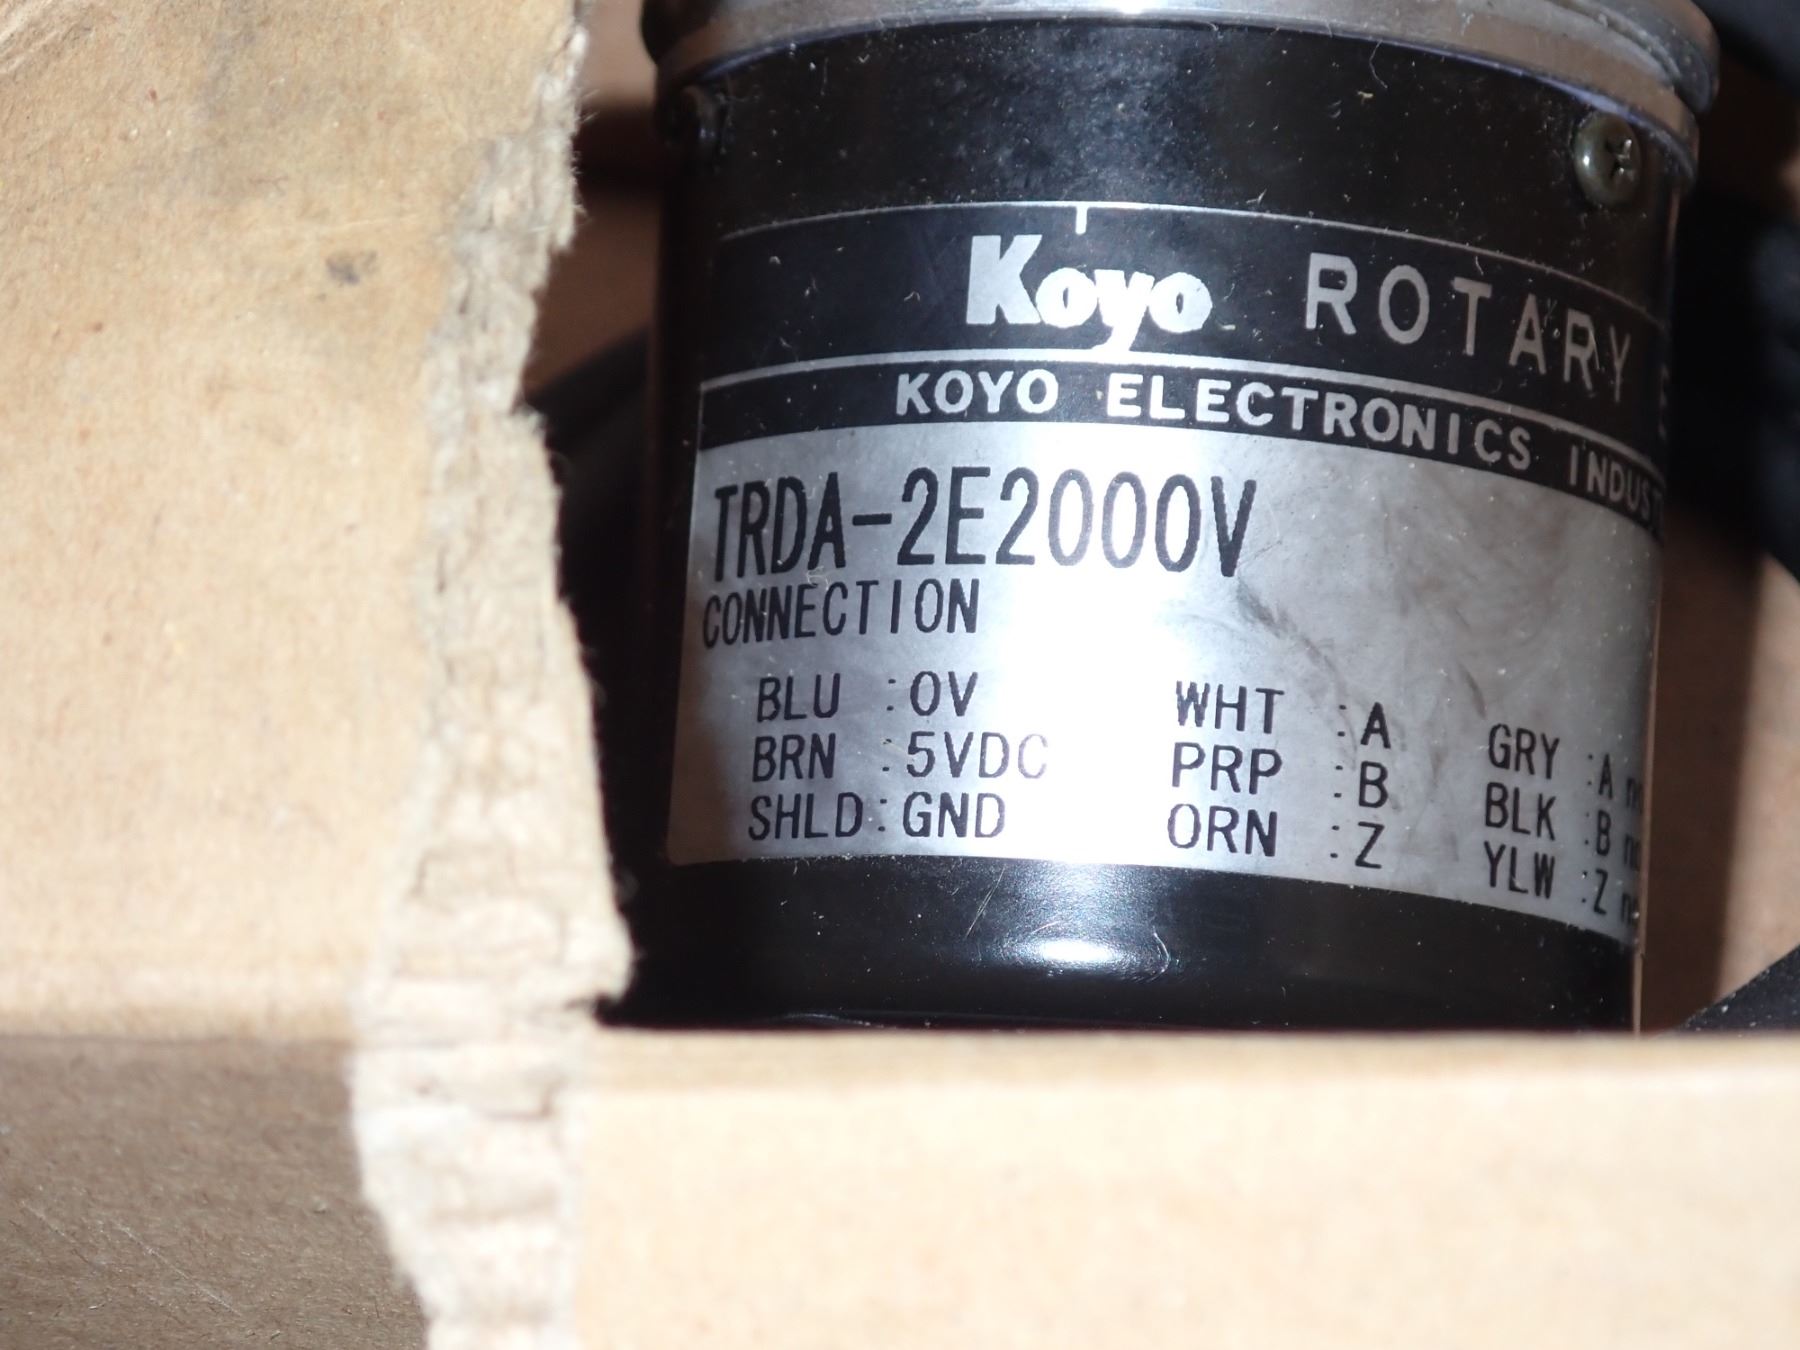 Koyo ROTARY
KOYO ELECTRONICS
TRDA-2E2000V
CONNECTION
BLU :0V WHT :A GRY :A
BRN :5VDC PRP :B BLK :B
SHLD:GND ORN :Z YLW :Z